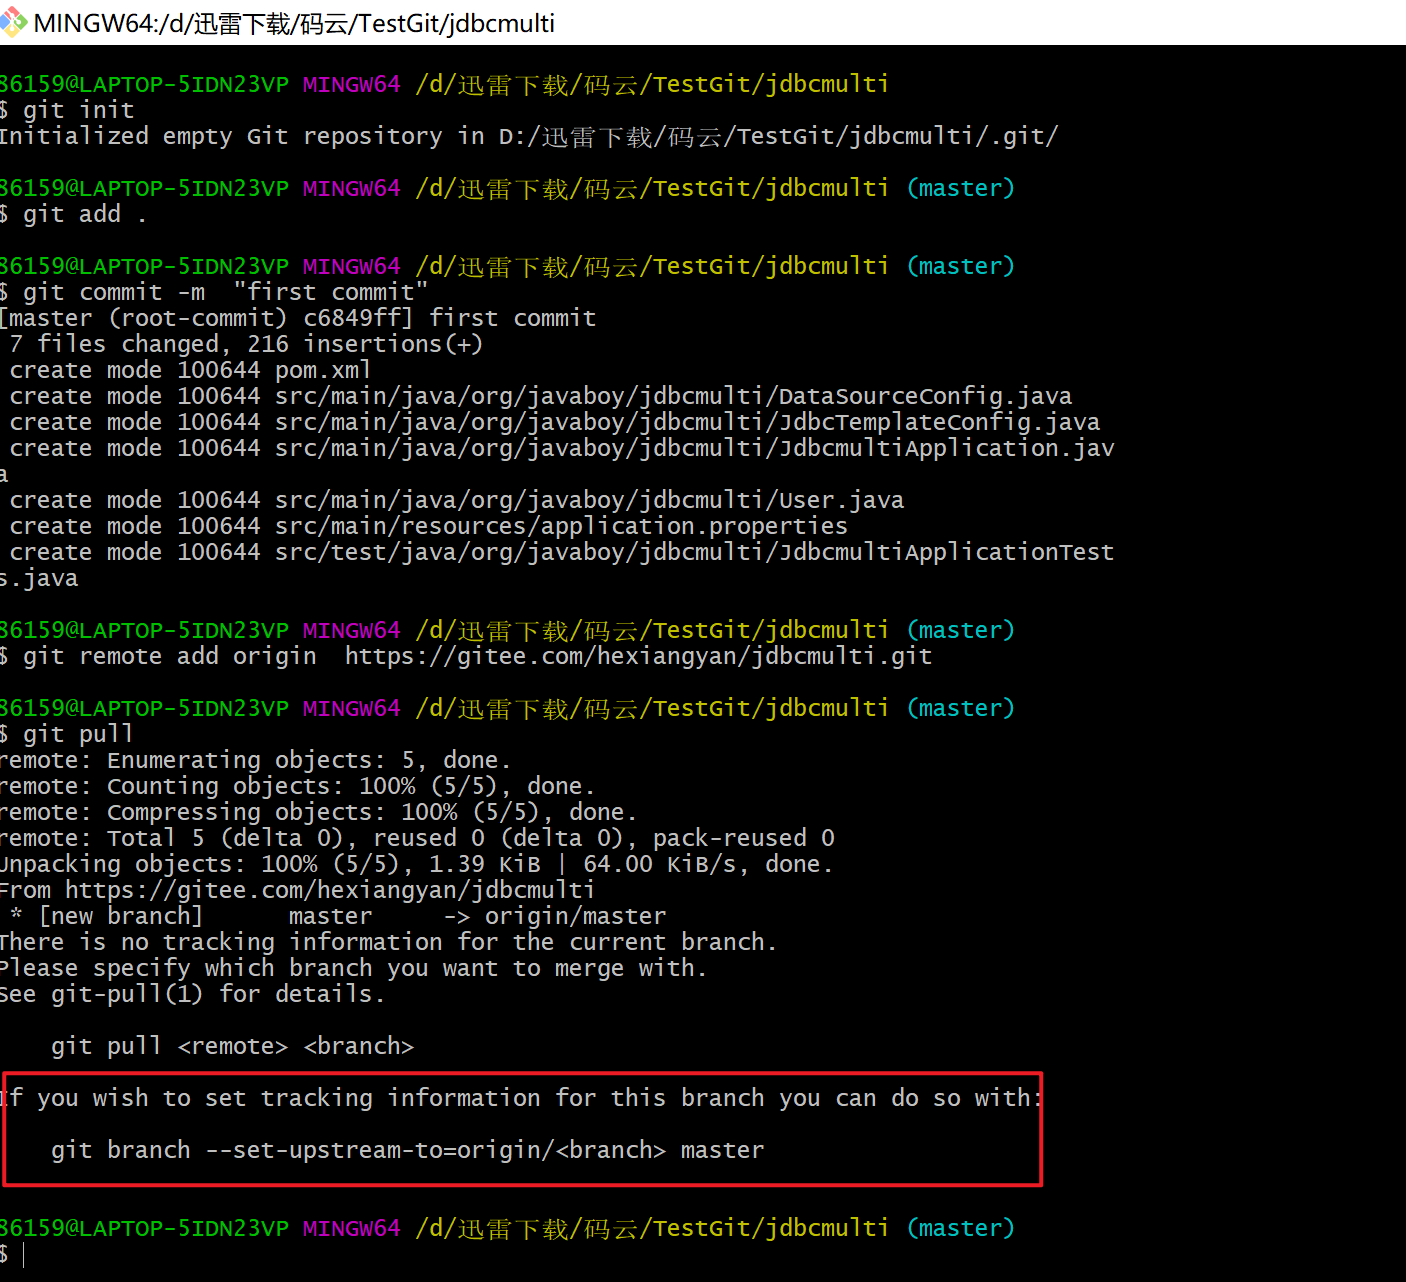 MINGW64:/d/迅雷下载/码云/TestGit/jdbcmulti
86159@LAPTOP-5IDN23VP MINGW64 /d/迅雷下载/码云/TestGit/jdbcmulti
$ git init
Initialized empty Git repository in D:/迅雷下载/码云/TestGit/jdbcmulti/.git/
86159@LAPTOP-5IDN23VP MINGW64 /d/迅雷下载/码云/TestGit/jdbcmulti (master)
$ git add .
86159@LAPTOP-5IDN23VP MINGW64 /d/迅雷下载/码云/TestGit/jdbcmulti (master)
$ git commit -m  "first commit"
[master (root-commit) c6849ff] first commit
 7 files changed, 216 insertions(+)
 create mode 100644 pom.xml
 create mode 100644 src/main/java/org/javaboy/jdbcmulti/DataSourceConfig.java
 create mode 100644 src/main/java/org/javaboy/jdbcmulti/JdbcTemplateConfig.java
 create mode 100644 src/main/java/org/javaboy/jdbcmulti/JdbcmultiApplication.jav
a
 create mode 100644 src/main/java/org/javaboy/jdbcmulti/User.java
 create mode 100644 src/main/resources/application.properties
 create mode 100644 src/test/java/org/javaboy/jdbcmulti/JdbcmultiApplicationTest
s.java
86159@LAPTOP-5IDN23VP MINGW64 /d/迅雷下载/码云/TestGit/jdbcmulti (master)
$ git remote add origin  https://gitee.com/hexiangyan/jdbcmulti.git
86159@LAPTOP-5IDN23VP MINGW64 /d/迅雷下载/码云/TestGit/jdbcmulti (master)
$ git pull
remote: Enumerating objects: 5, done.
remote: Counting objects: 100% (5/5), done.
remote: Compressing objects: 100% (5/5), done.
remote: Total 5 (delta 0), reused 0 (delta 0), pack-reused 0
Unpacking objects: 100% (5/5), 1.39 KiB | 64.00 KiB/s, done.
From https://gitee.com/hexiangyan/jdbcmulti
 * [new branch]      master     -> origin/master
There is no tracking information for the current branch.
Please specify which branch you want to merge with.
See git-pull(1) for details.
    git pull <remote> <branch>
If you wish to set tracking information for this branch you can do so with:
    git branch --set-upstream-to=origin/<branch> master
86159@LAPTOP-5IDN23VP MINGW64 /d/迅雷下载/码云/TestGit/jdbcmulti (master)
$